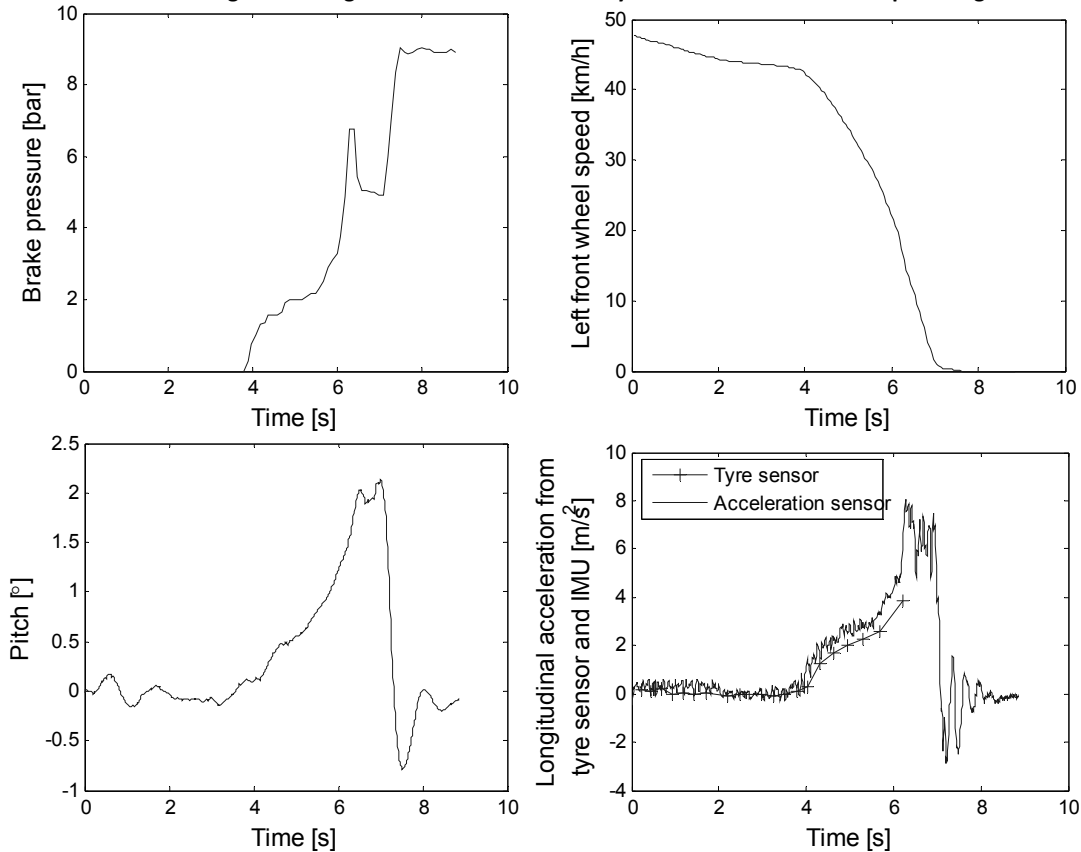 10
8
6
4
2
0
Brake pressure [bar]
0 2 4 6 8 10
Time [s]
50
40
30
20
10
0
Left front wheel speed [km/h]
0 2 4 6 8 10
Time [s]
2.5
2
1.5
1
0.5
0
-0.5
-1
Pitch [°]
0 2 4 6 8 10
Time [s]
10
8
6
4
2
0
-2
-4
Longitudinal acceleration from
tyre sensor and IMU [m/s²]
Tyre sensor
Acceleration sensor
0 2 4 6 8 10
Time [s]